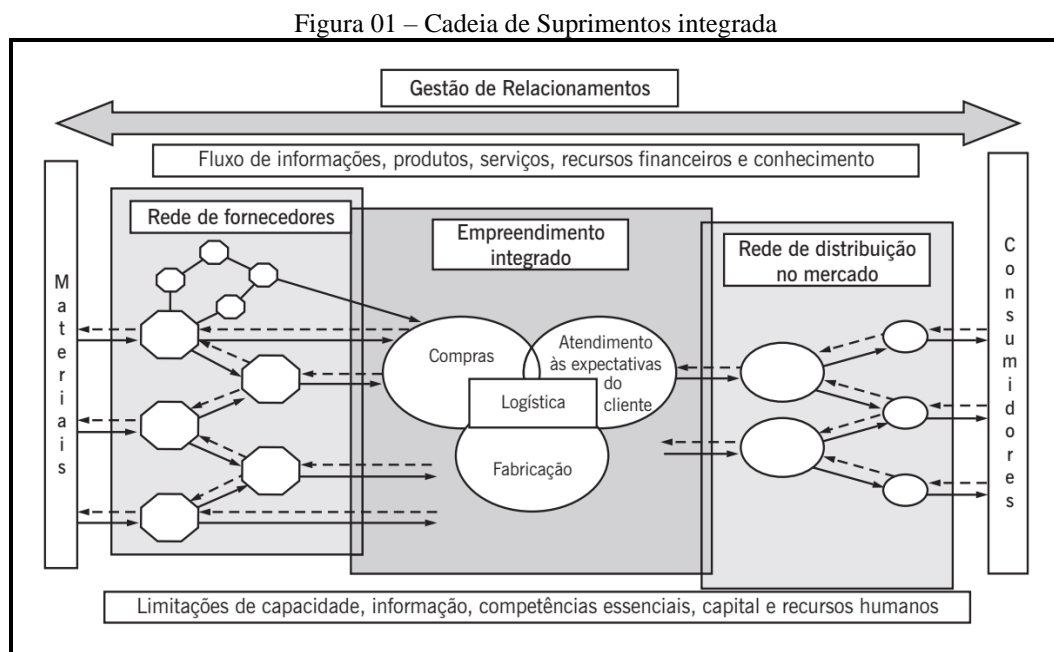 Figura 01 – Cadeia de Suprimentos integrada
Gestão de Relacionamentos
Fluxo de informações, produtos, serviços, recursos financeiros e conhecimento
Materiais
Rede de fornecedores
Empreendimento
integrado
Rede de distribuição
no mercado
Consumidores
Compras
Atendimento
às expectativas
do
cliente
Logística
Fabricação
Limitações de capacidade, informação, competências essenciais, capital e recursos humanos